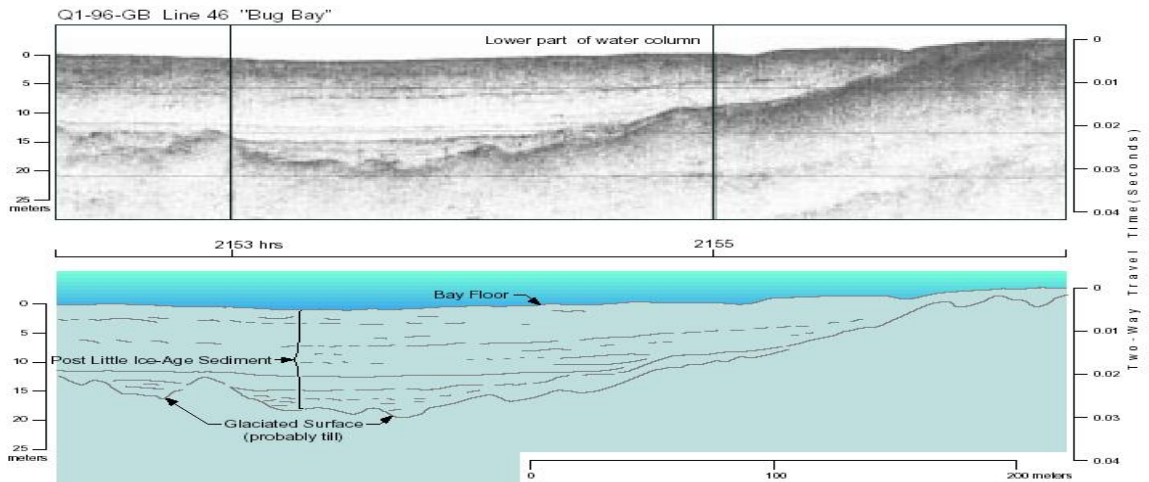 Q1-96-GB Line 46 "Bug Bay"
Lower part of water column
0
5
10
15
20
25
meters
0
0.01
0.02
0.03
0.04
Two-Way Travel Time(Seconds)
2153 hrs
2155
Bay Floor
0
5
10
15
20
25
meters
Post Little Ice-Age Sediment
Glaciated Surface
(probably till)
0
0.01
0.02
0.03
0.04
0
100
200 meters